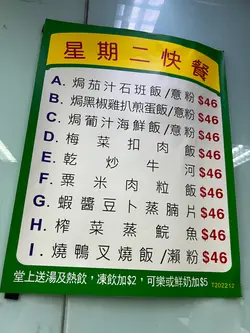 星期二快餐
A. 焗茄汁石班飯/意粉 $46
B. 焗黑椒雞扒煎蛋飯/意粉 $46
C. 焗葡汁海鮮飯/意粉 $46
D. 梅菜扣肉飯 $46
E. 乾炒牛河 $46
F. 粟米肉粒飯 $46
G. 蝦醬豆卜蒸腩片 $46
H. 榨菜蒸鯇魚 $46
I. 燒鴨叉燒飯/瀨粉 $46
堂上送湯及熱飲，凍飲加$2，可樂或鮮奶加$5
T202212